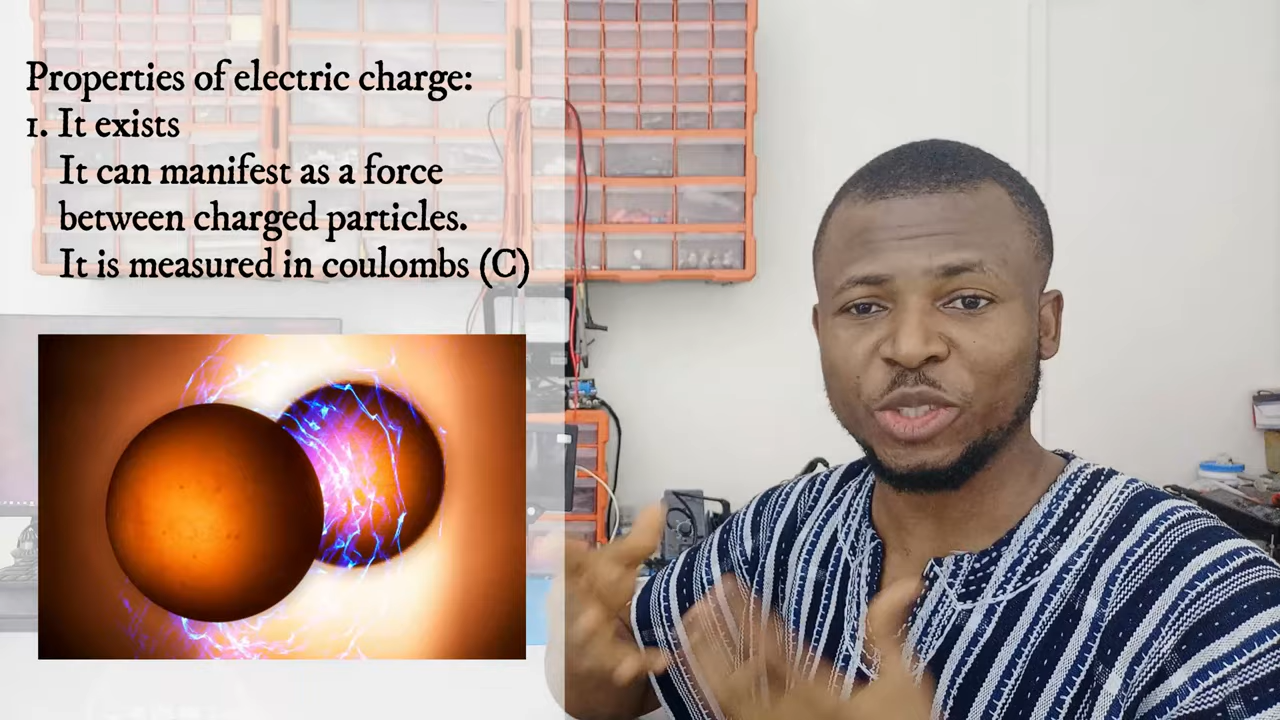 Properties of electric charge:
1. It exists
It can manifest as a force
between charged particles.
It is measured in coulombs (C)